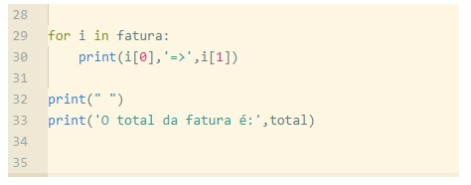 28
29 for i in fatura:
30     print(i[0],'=>',i[1])
31
32 print(" ")
33 print('O total da fatura é:',total)
34
35